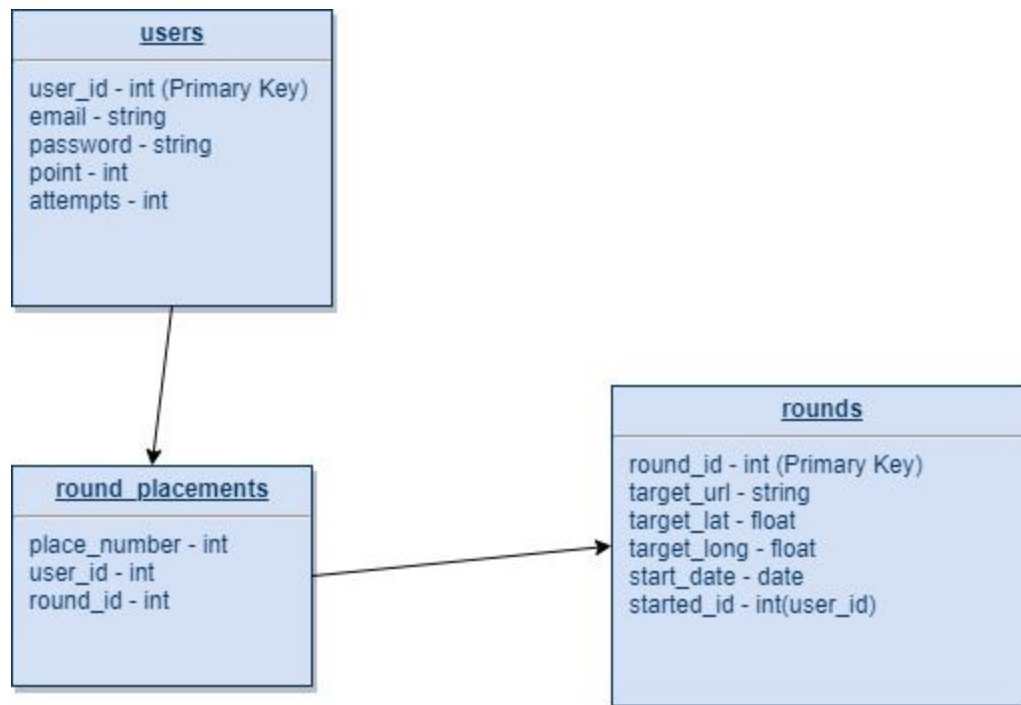 users
user_id - int (Primary Key)
email - string
password - string
point - int
attempts - int
round_placements
place_number - int
user_id - int
round_id - int
rounds
round_id - int (Primary Key)
target_url - string
target_lat - float
target_long - float
start_date - date
started_id - int(user_id)